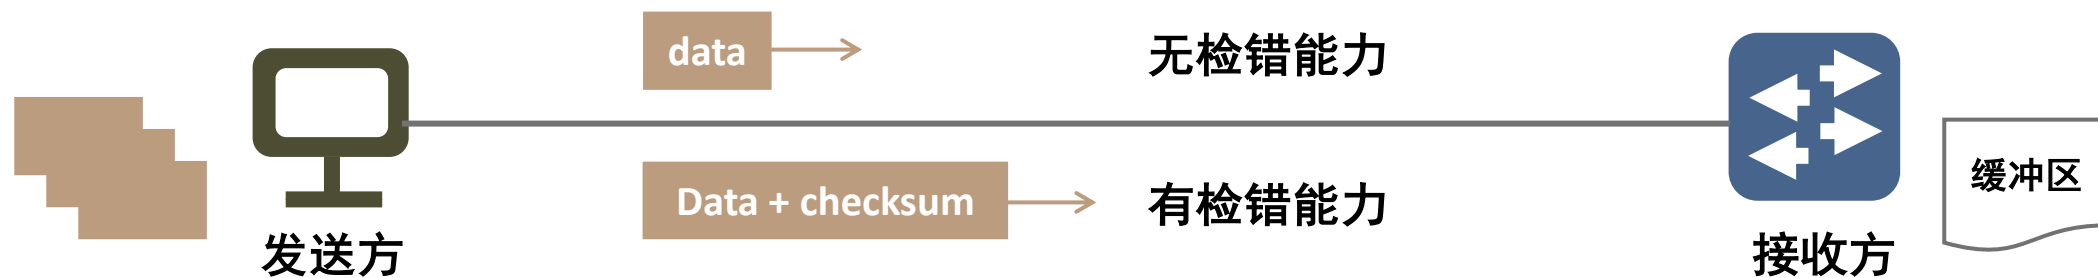 data
无检错能力
Data + checksum
有检错能力
发送方
接收方
缓冲区